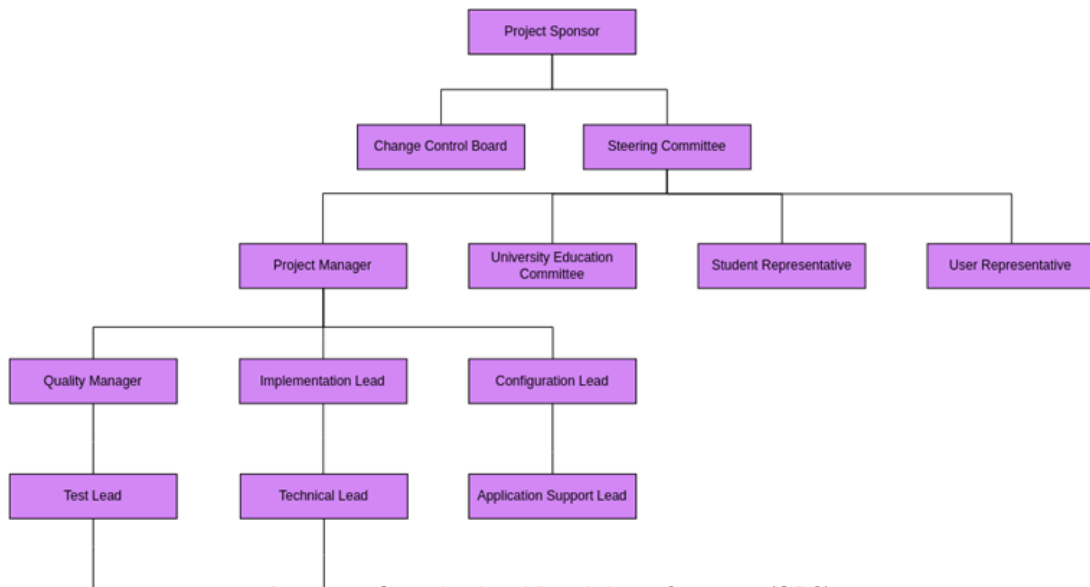 Project Sponsor
Change Control Board
Steering Committee
Project Manager
University Education
Committee
Student Representative
User Representative
Quality Manager
Implementation Lead
Configuration Lead
Test Lead
Technical Lead
Application Support Lead